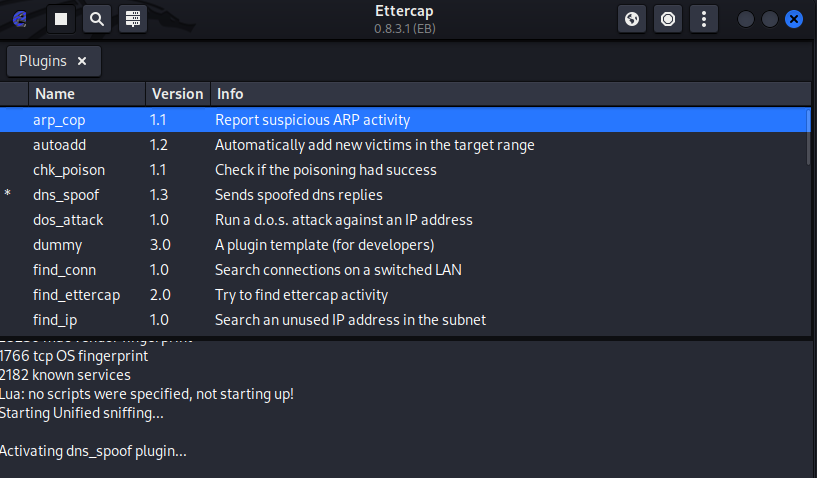 Ettercap
0.8.3.1 (EB)
Plugins ×
Name Version Info
arp_cop 1.1 Report suspicious ARP activity
autoadd 1.2 Automatically add new victims in the target range
chk_poison 1.1 Check if the poisoning had success
* dns_spoof 1.3 Sends spoofed dns replies
dos_attack 1.0 Run a d.o.s. attack against an IP address
dummy 3.0 A plugin template (for developers)
find_conn 1.0 Search connections on a switched LAN
find_ettercap 2.0 Try to find ettercap activity
find_ip 1.0 Search an unused IP address in the subnet
fingerprint
1766 tcp OS fingerprint
2182 known services
Lua: no scripts were specified, not starting up!
Starting Unified sniffing...
Activating dns_spoof plugin...